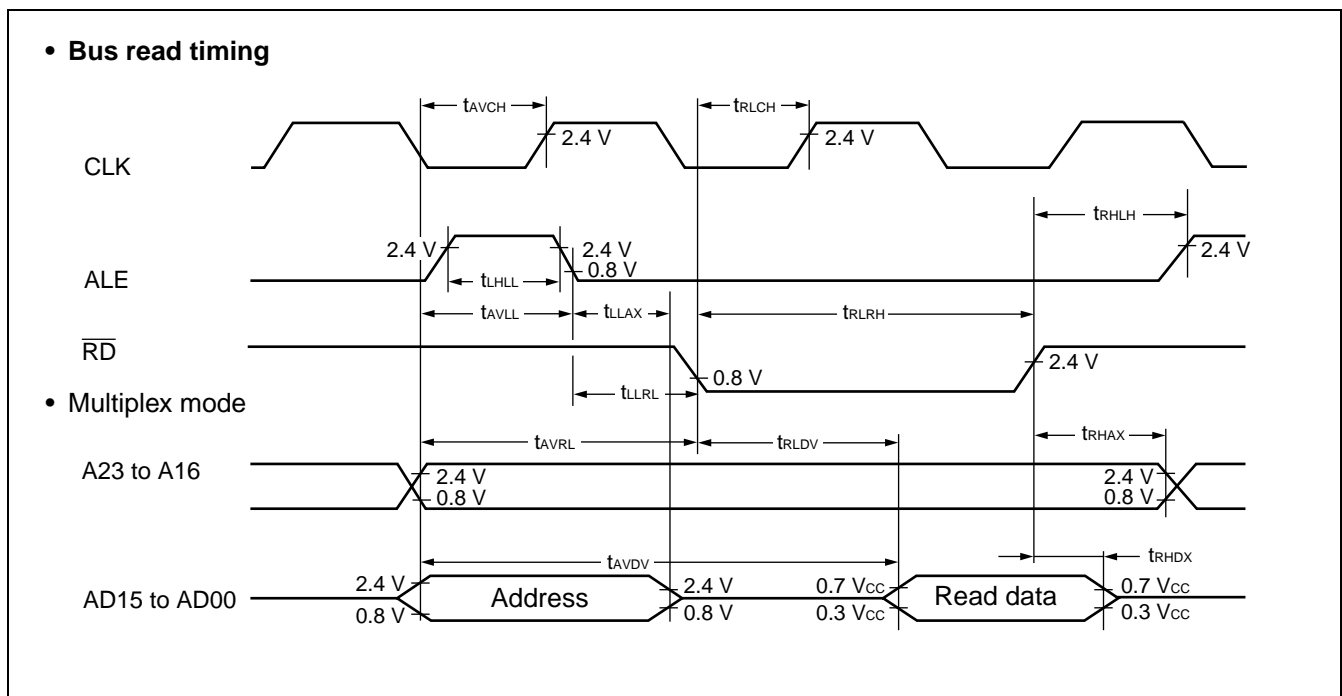 • Bus read timing
tAVCH
tRLCH
2.4 V
2.4 V
CLK
tRHLH
2.4 V
2.4 V
2.4 V
0.8 V
ALE
tLHLL
tAVLL
tLLAX
tRLRH
RD
2.4 V
0.8 V
tLLRL
• Multiplex mode
tAVRL
tRLDV
tRHAX
A23 to A16
2.4 V
0.8 V
2.4 V
0.8 V
tAVDV
tRHDX
AD15 to AD00
2.4 V
0.8 V
Address
2.4 V
0.8 V
0.7 VCC
0.3 VCC
Read data
0.7 VCC
0.3 VCC